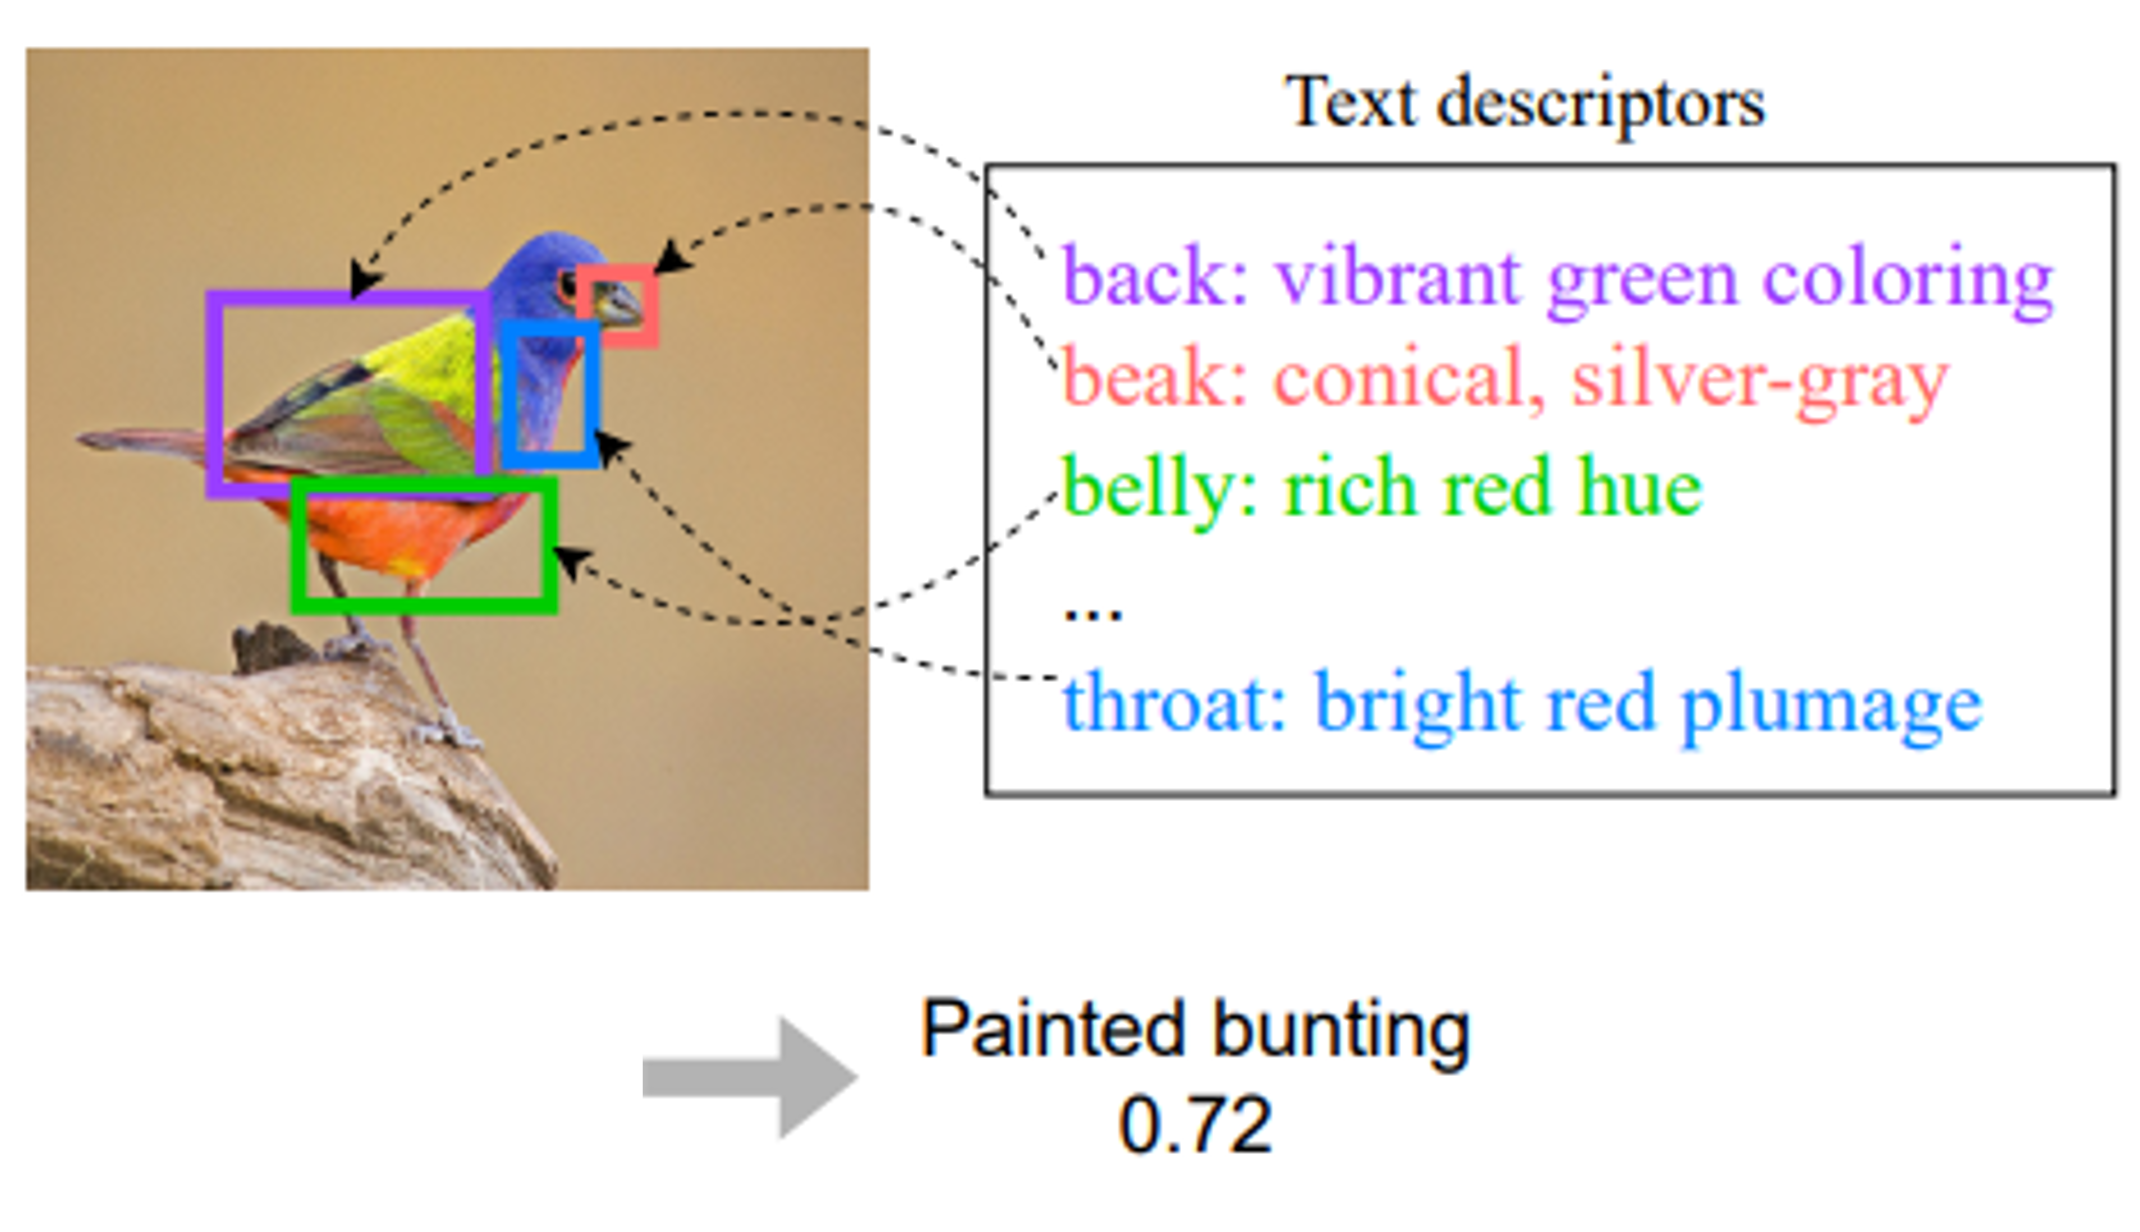 Text descriptors
back: vibrant green coloring
beak: conical, silver-gray
belly: rich red hue
...
throat: bright red plumage
Painted bunting
0.72